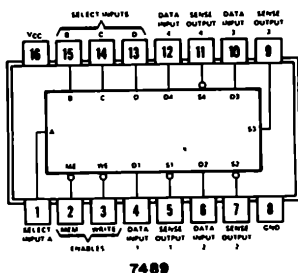 SELECT INPUTS
DATA INPUT 4
SENSE OUTPUT 4
DATA INPUT 3
SENSE OUTPUT 3
VCC B C D
16 15 14 13 12 11 10 9
B C D D4 S4 D3
A S3
ME WE D1 S1 D2 S2
1 2 3 4 5 6 7 8
SELECT INPUT A
MEM WRITE
ENABLES
DATA INPUT 1
SENSE OUTPUT 1
DATA INPUT 2
SENSE OUTPUT 2
GND
7489